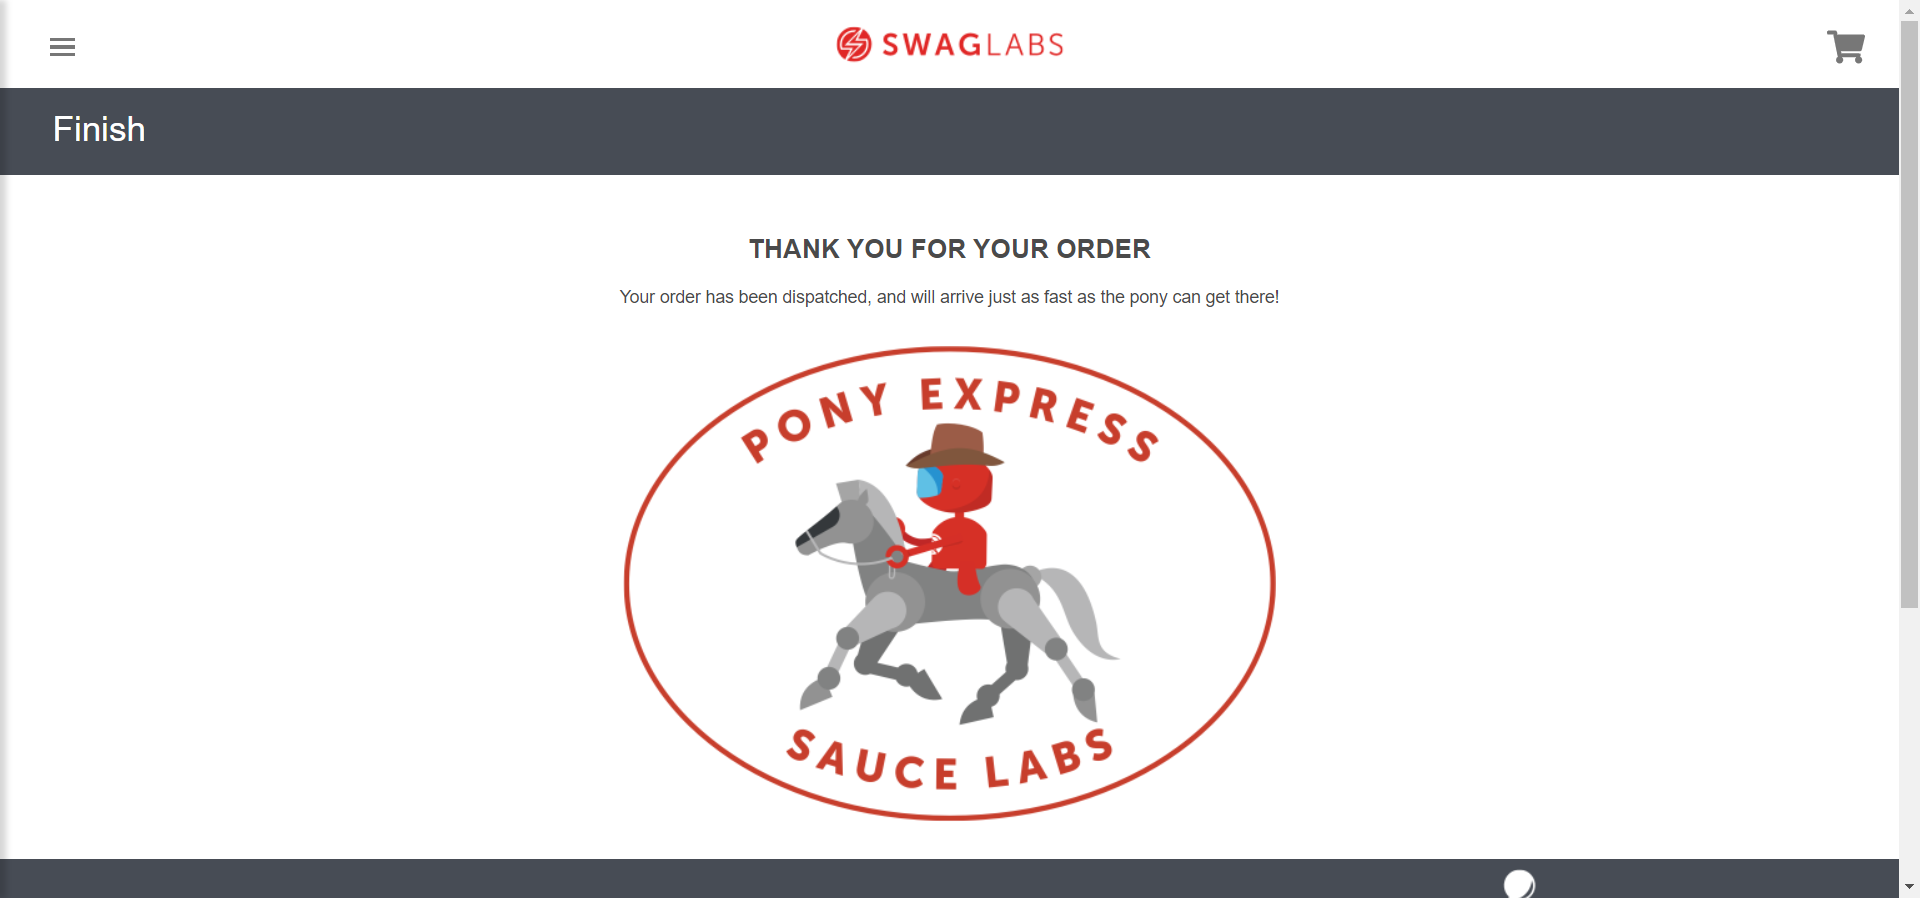 SWAGLABS
Finish
THANK YOU FOR YOUR ORDER
Your order has been dispatched, and will arrive just as fast as the pony can get there!
PONY EXPRESS
SAUCE LABS